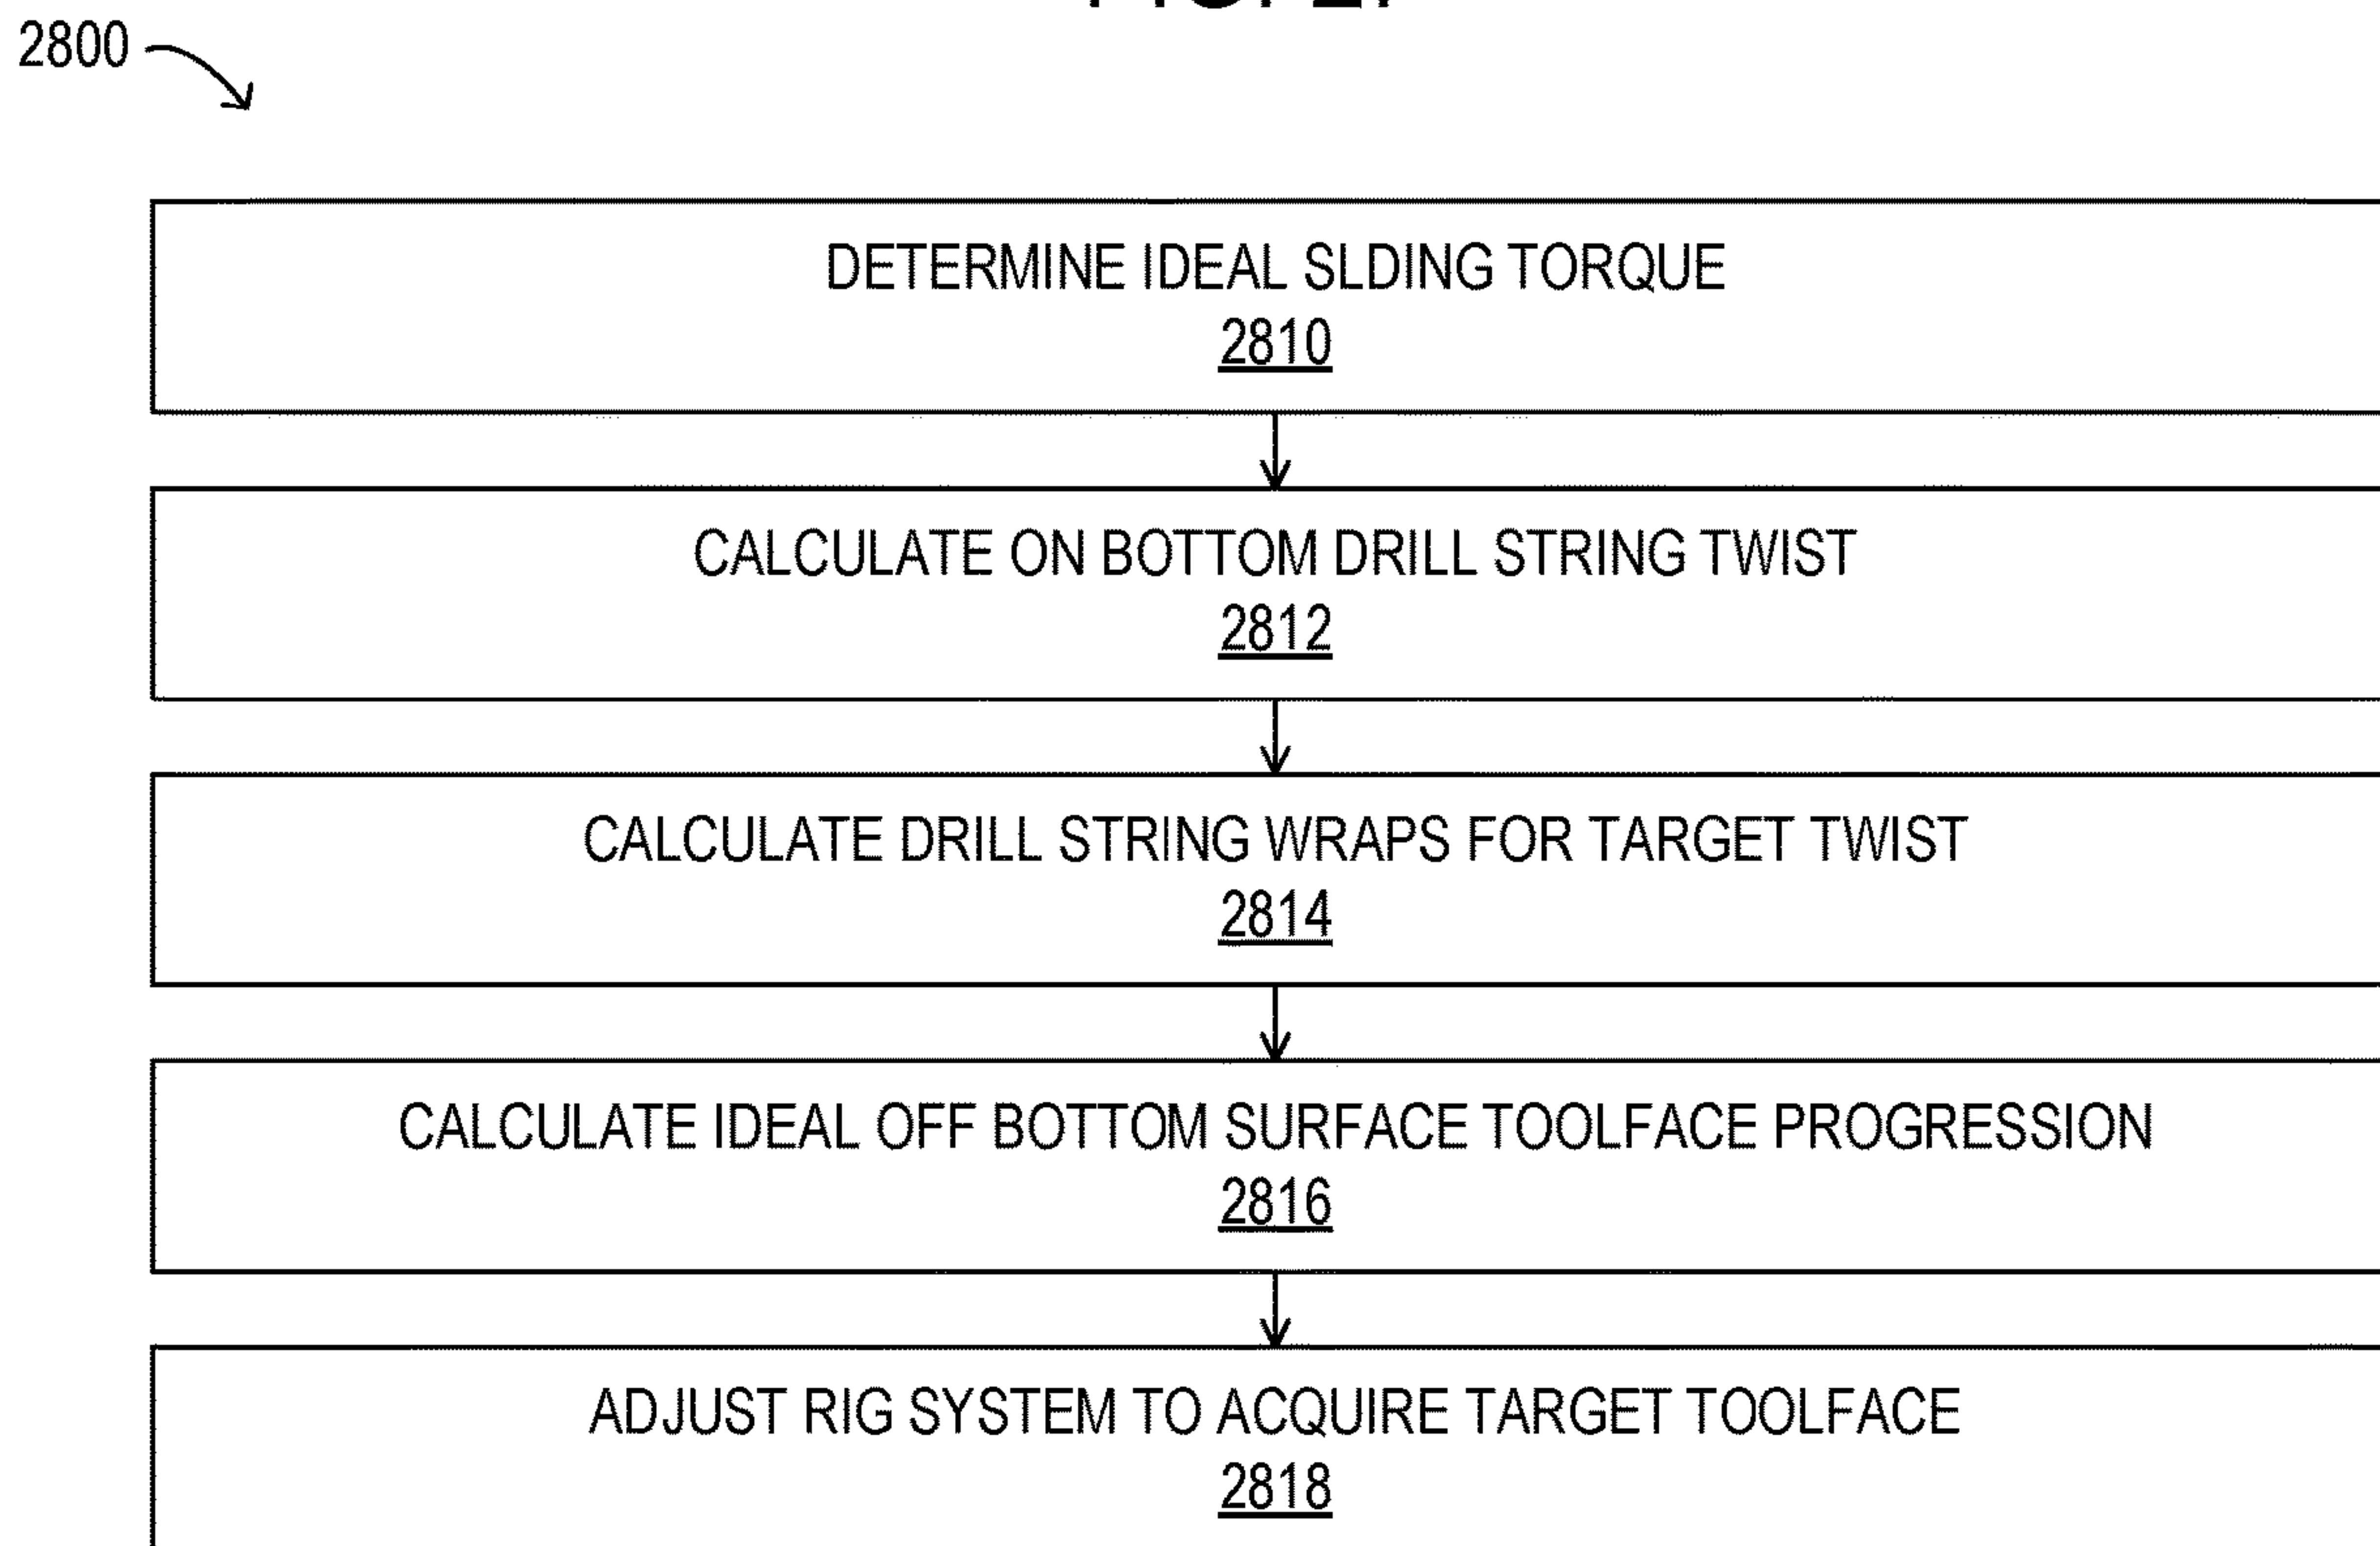 2800
DETERMINE IDEAL SLDING TORQUE
2810
CALCULATE ON BOTTOM DRILL STRING TWIST
2812
CALCULATE DRILL STRING WRAPS FOR TARGET TWIST
2814
CALCULATE IDEAL OFF BOTTOM SURFACE TOOLFACE PROGRESSION
2816
ADJUST RIG SYSTEM TO ACQUIRE TARGET TOOLFACE
2818